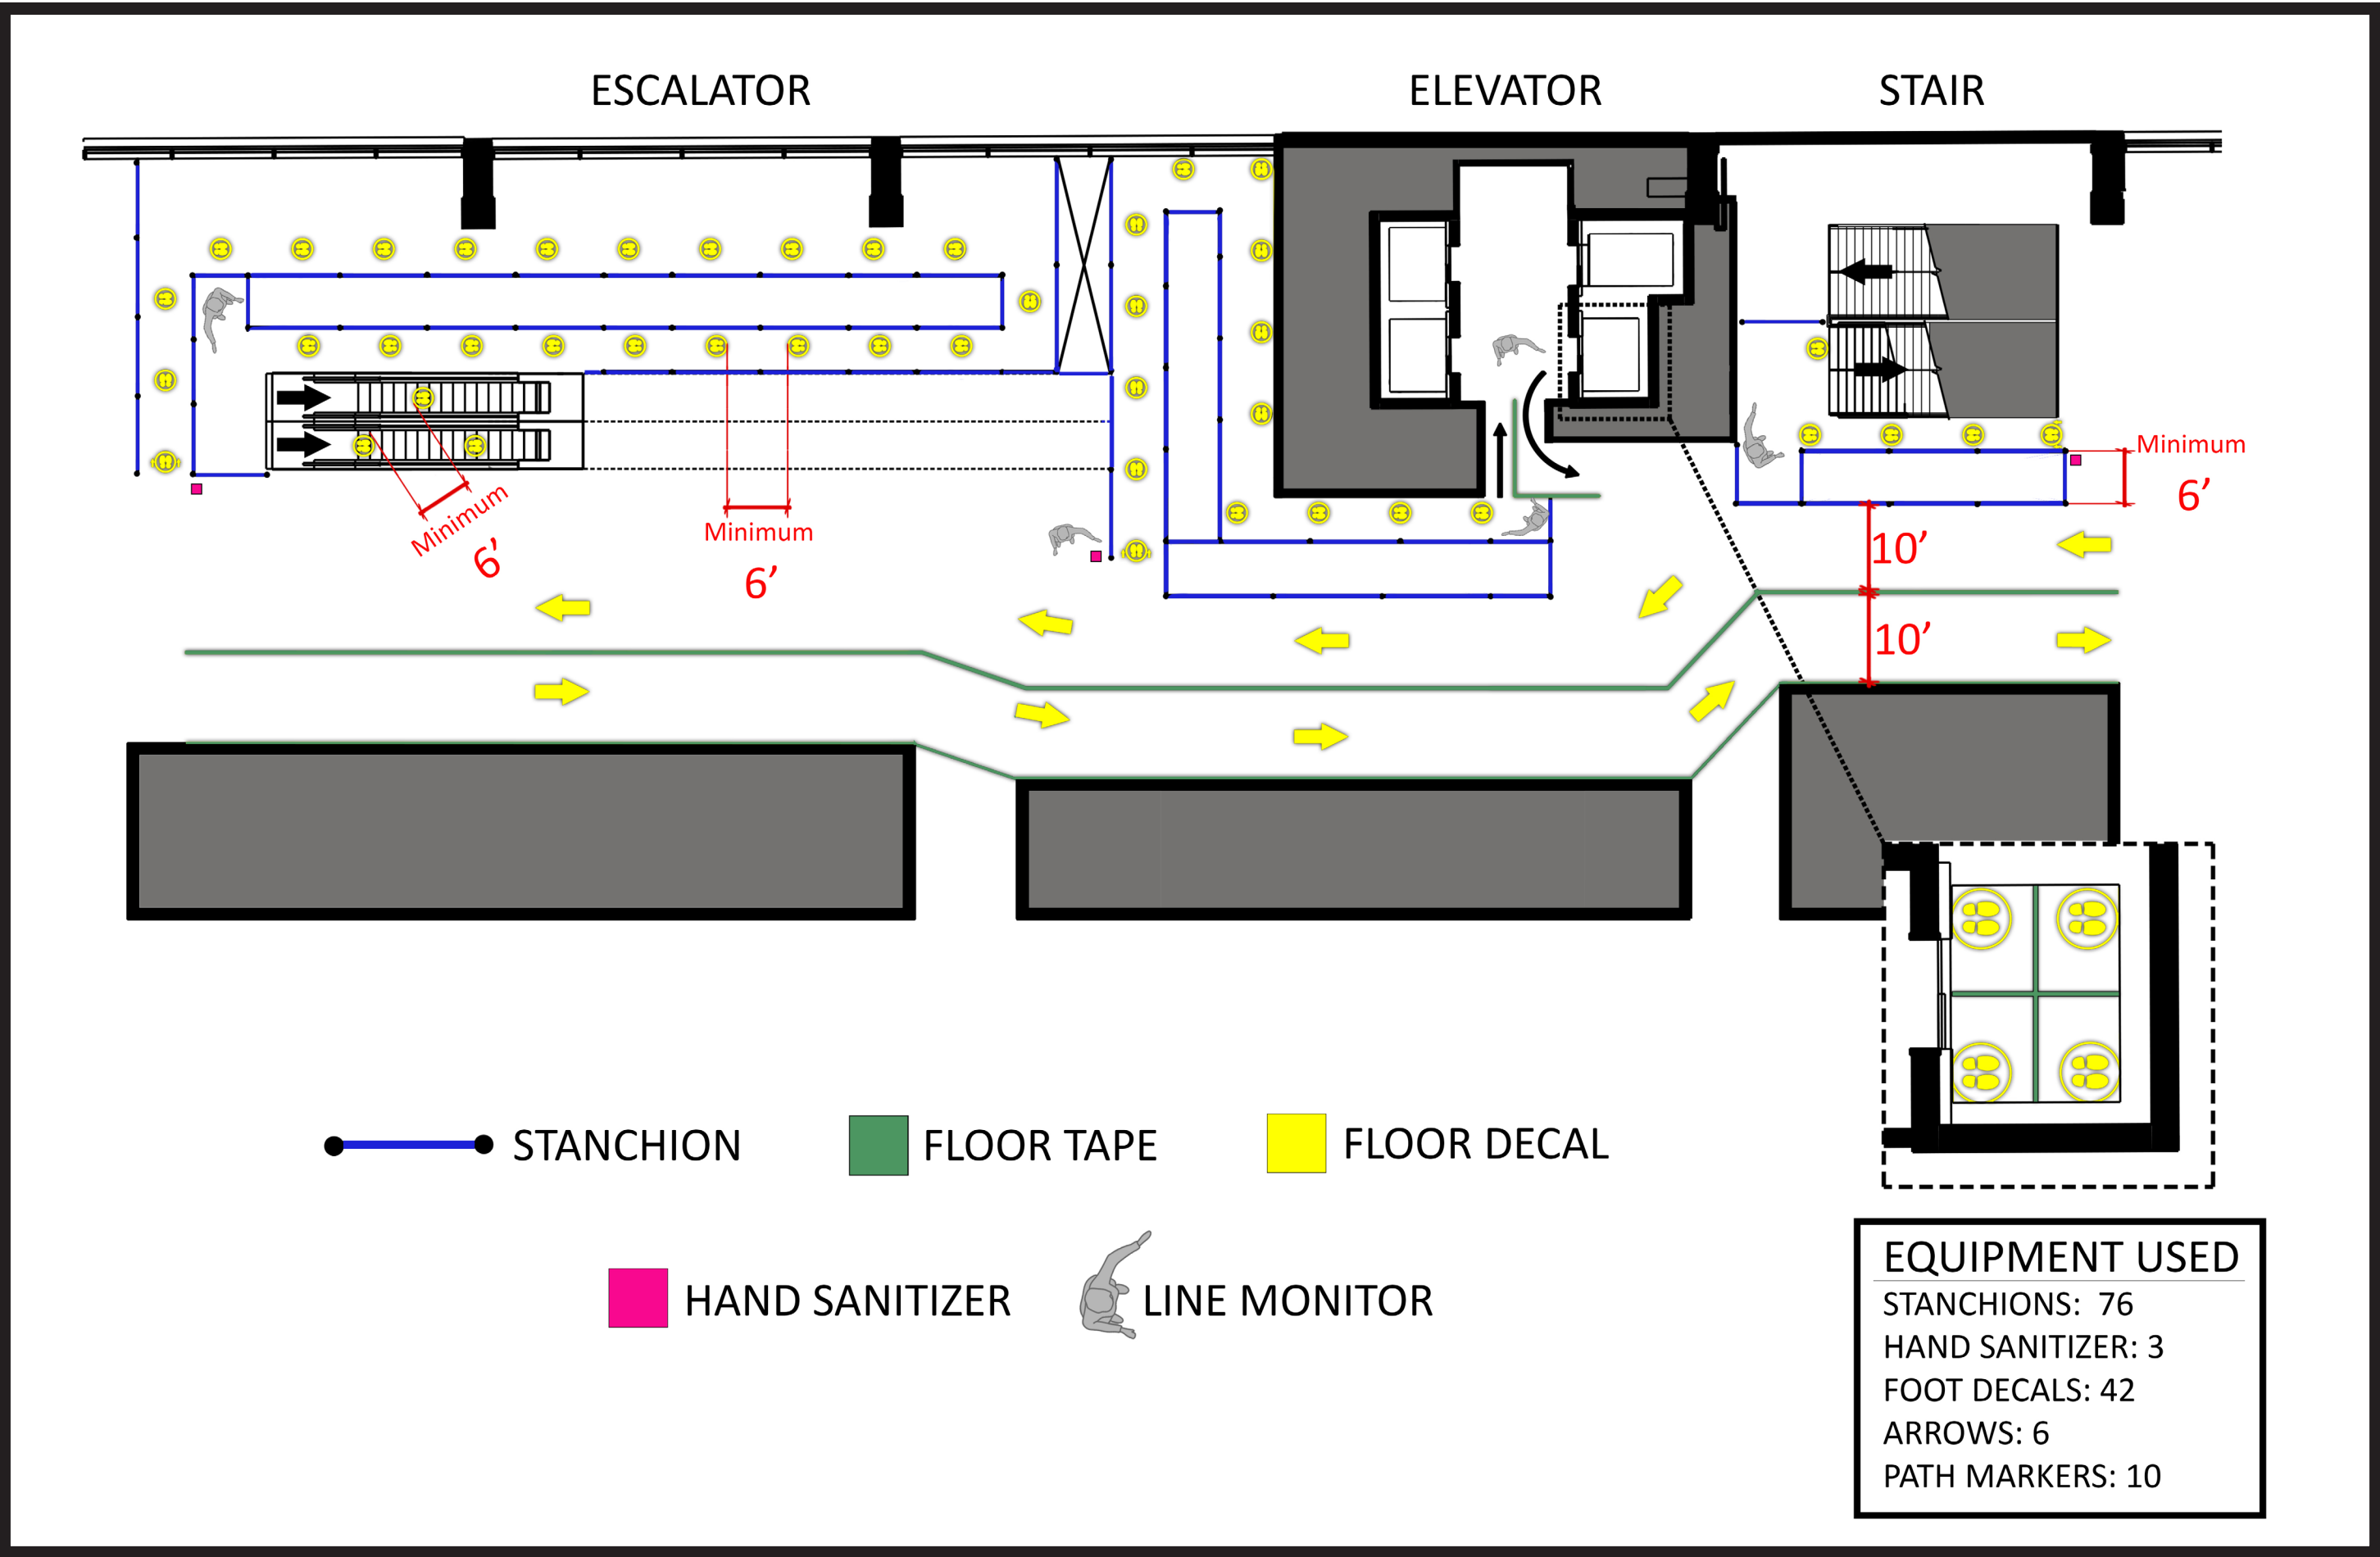 ESCALATOR
ELEVATOR
STAIR
Minimum
6’
Minimum
6’
Minimum
6’
10’
10’
STANCHION
FLOOR TAPE
FLOOR DECAL
HAND SANITIZER
LINE MONITOR
EQUIPMENT USED
STANCHIONS: 76
HAND SANITIZER: 3
FOOT DECALS: 42
ARROWS: 6
PATH MARKERS: 10